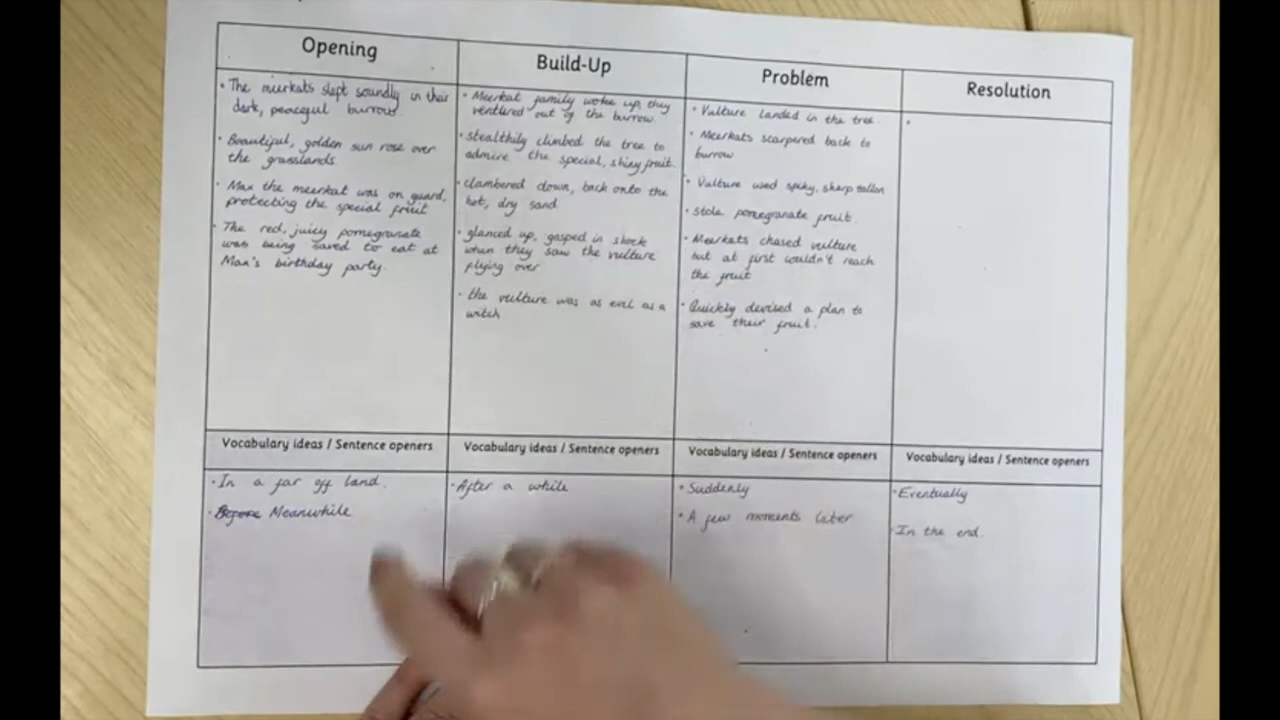 Opening
• The meerkats slept soundly in their
dark, peaceful burrow.
• Beautiful, golden sun rose over
the grasslands
• Max the meerkat was on guard,
protecting the special fruit
• The red, juicy pomegranate
was being saved to eat at
Max's birthday party.
Build-Up
• Meerkat family woke up, they
ventured out of the burrow.
• stealthily climbed the tree to
admire the special, shiny fruit.
• clambered down, back onto the
hot, dry sand
• glanced up, gasped in shock
when they saw the vulture
flying over
• the vulture was as evil as a
witch
Problem
• Vulture landed in the tree.
• Meerkats scarpered back to
burrow
• Vulture used spiky, sharp tallon
• stole pomegranate fruit.
• Meerkats chased vulture
but at first wouldn't reach
the fruit
• Quickly devised a plan to
save their fruit.
Resolution
•
Vocabulary ideas / Sentence openers
• In a far off land.
• Before Meanwhile
Vocabulary ideas / Sentence openers
• After a while
Vocabulary ideas / Sentence openers
• Suddenly
• A few moments later
Vocabulary ideas / Sentence openers
• Eventually
• In the end.